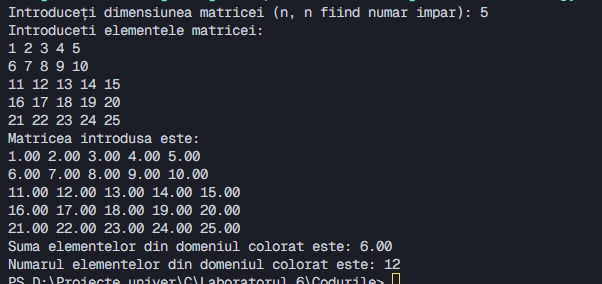 Introduceți dimensiunea matricei (n, n fiind numar impar): 5
Introduceti elementele matricei:
1 2 3 4 5
6 7 8 9 10
11 12 13 14 15
16 17 18 19 20
21 22 23 24 25
Matricea introdusa este:
1.00 2.00 3.00 4.00 5.00
6.00 7.00 8.00 9.00 10.00
11.00 12.00 13.00 14.00 15.00
16.00 17.00 18.00 19.00 20.00
21.00 22.00 23.00 24.00 25.00
Suma elementelor din domeniul colorat este: 6.00
Numarul elementelor din domeniul colorat este: 12
PS D:\Proiecte univer\C\Laboratorul 6\Codurile>